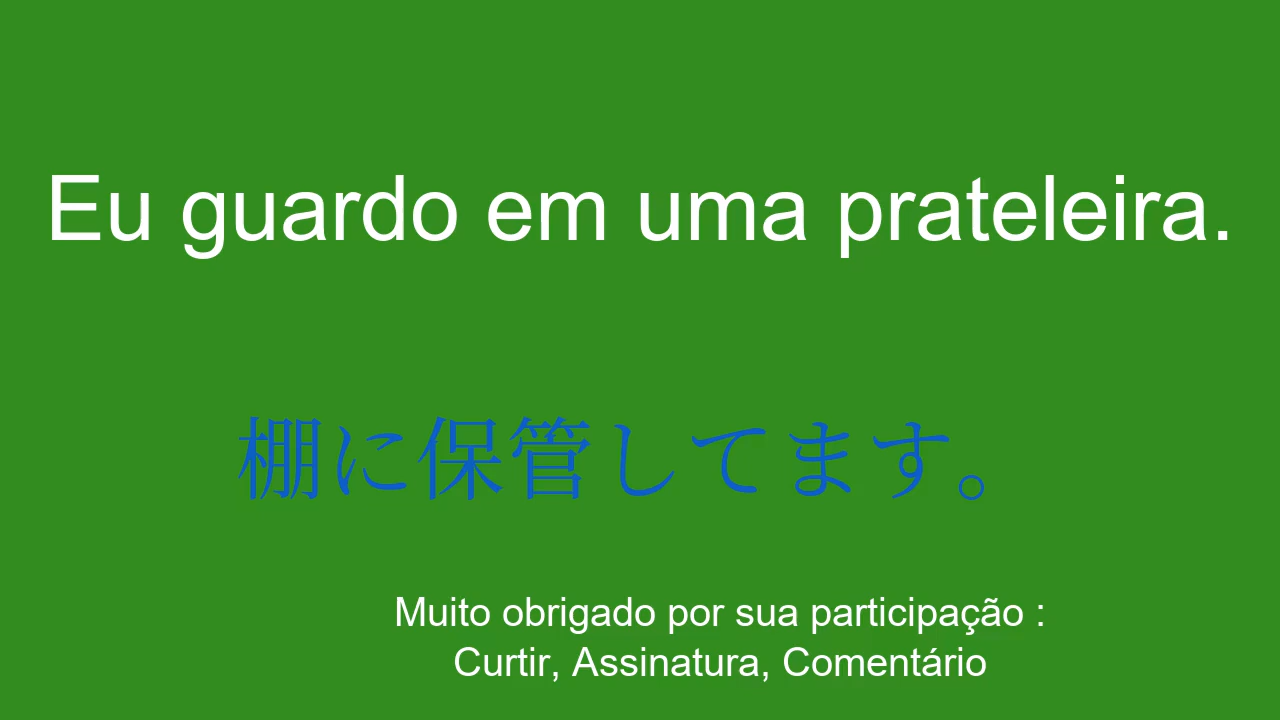 Eu guardo em uma prateleira.
棚に保管してます。
Muito obrigado por sua participação :
Curtir, Assinatura, Comentário